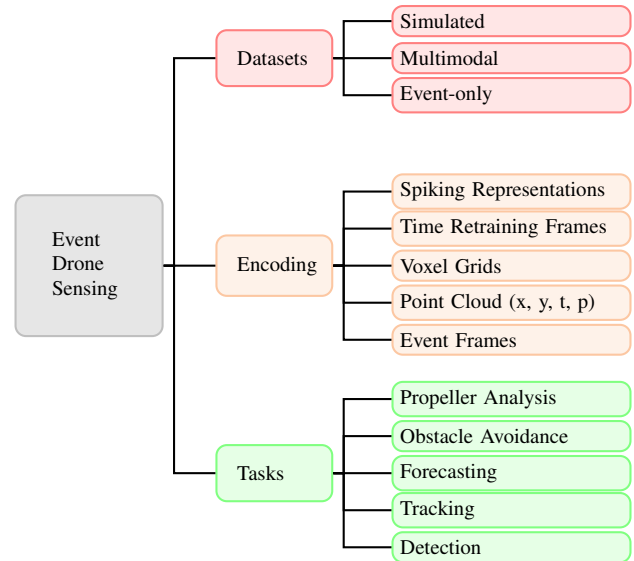 Event
Drone
Sensing
Datasets
Simulated
Multimodal
Event-only
Encoding
Spiking Representations
Time Retraining Frames
Voxel Grids
Point Cloud (x, y, t, p)
Event Frames
Tasks
Propeller Analysis
Obstacle Avoidance
Forecasting
Tracking
Detection